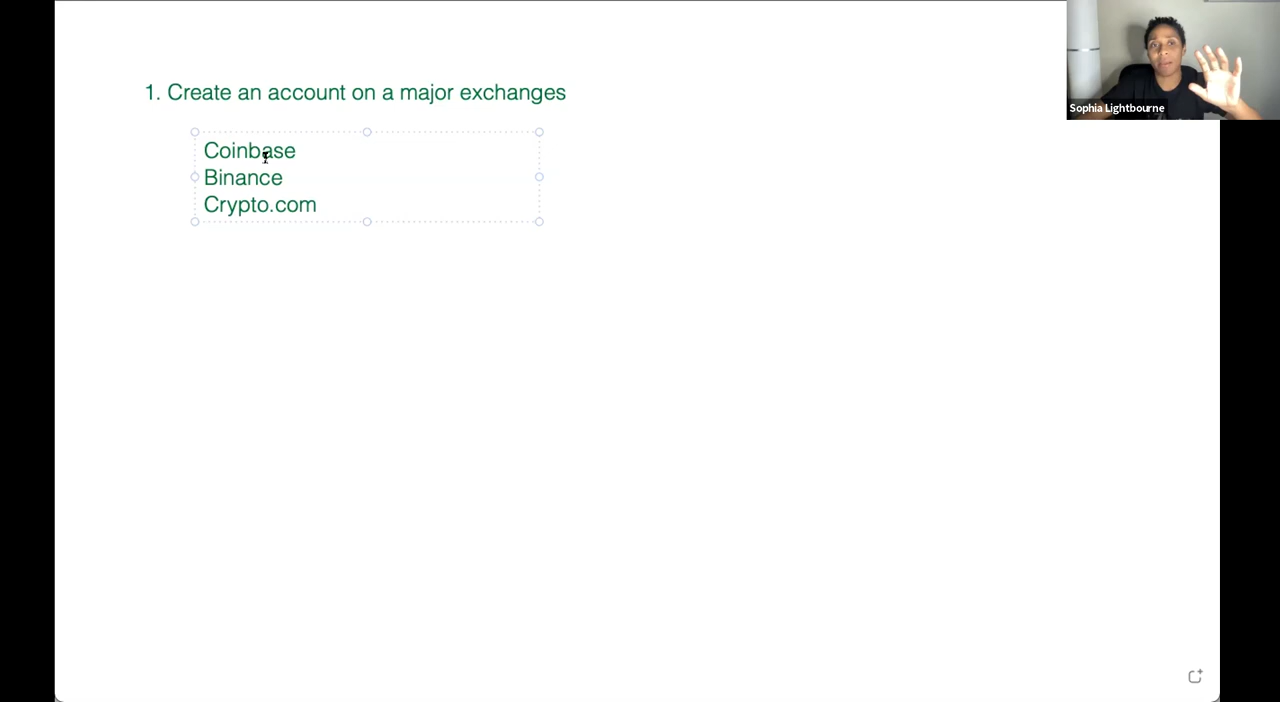 1. Create an account on a major exchanges
Coinbase
Binance
Crypto.com
Sophia Lightbourne